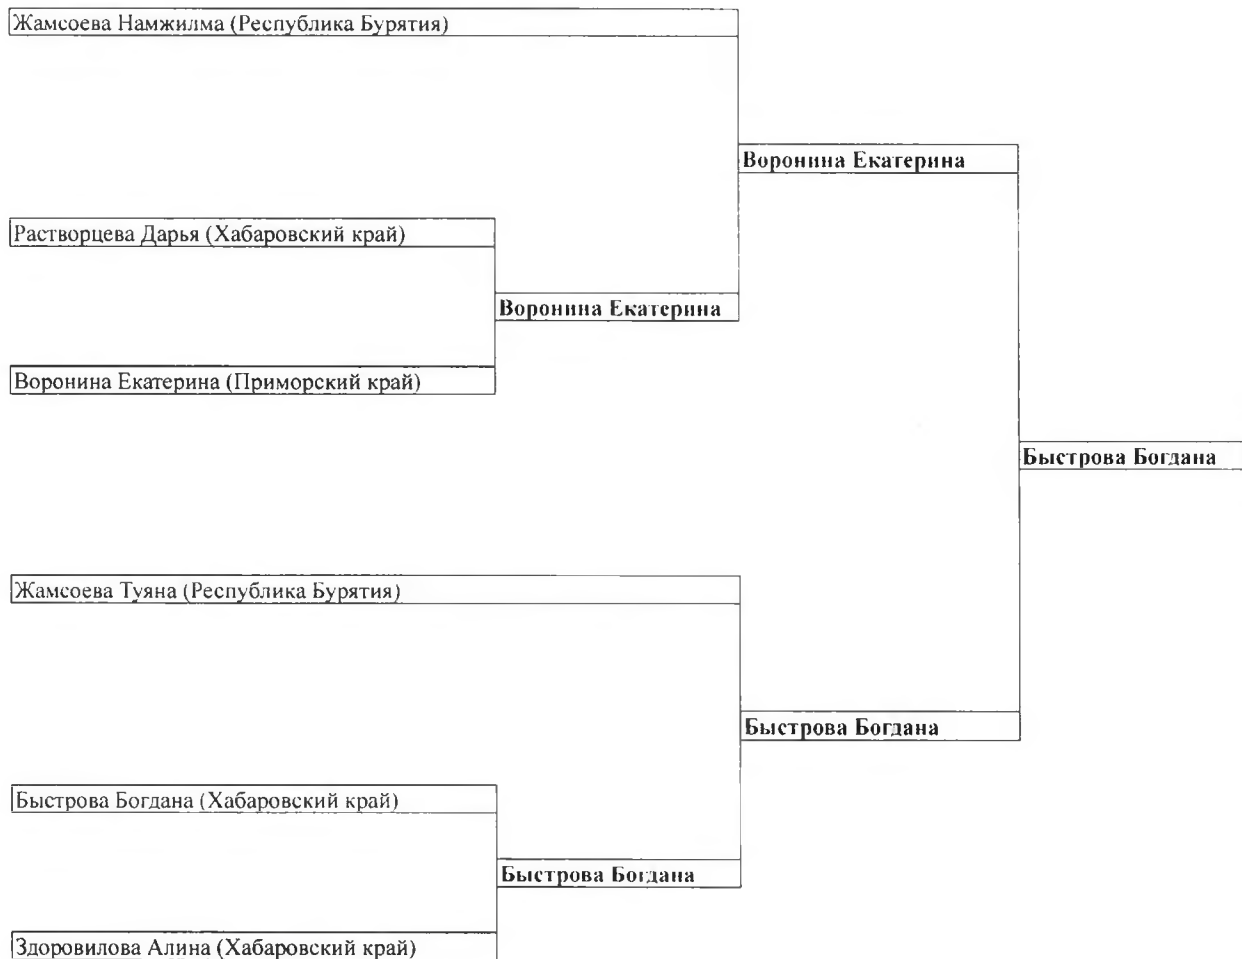 Жамсоева Намжилма (Республика Бурятия)
Воронина Екатерина
Растворцева Дарья (Хабаровский край)
Воронина Екатерина
Воронина Екатерина (Приморский край)
Быстрова Богдана
Жамсоева Туяна (Республика Бурятия)
Быстрова Богдана
Быстрова Богдана (Хабаровский край)
Быстрова Богдана
Здоровилова Алина (Хабаровский край)